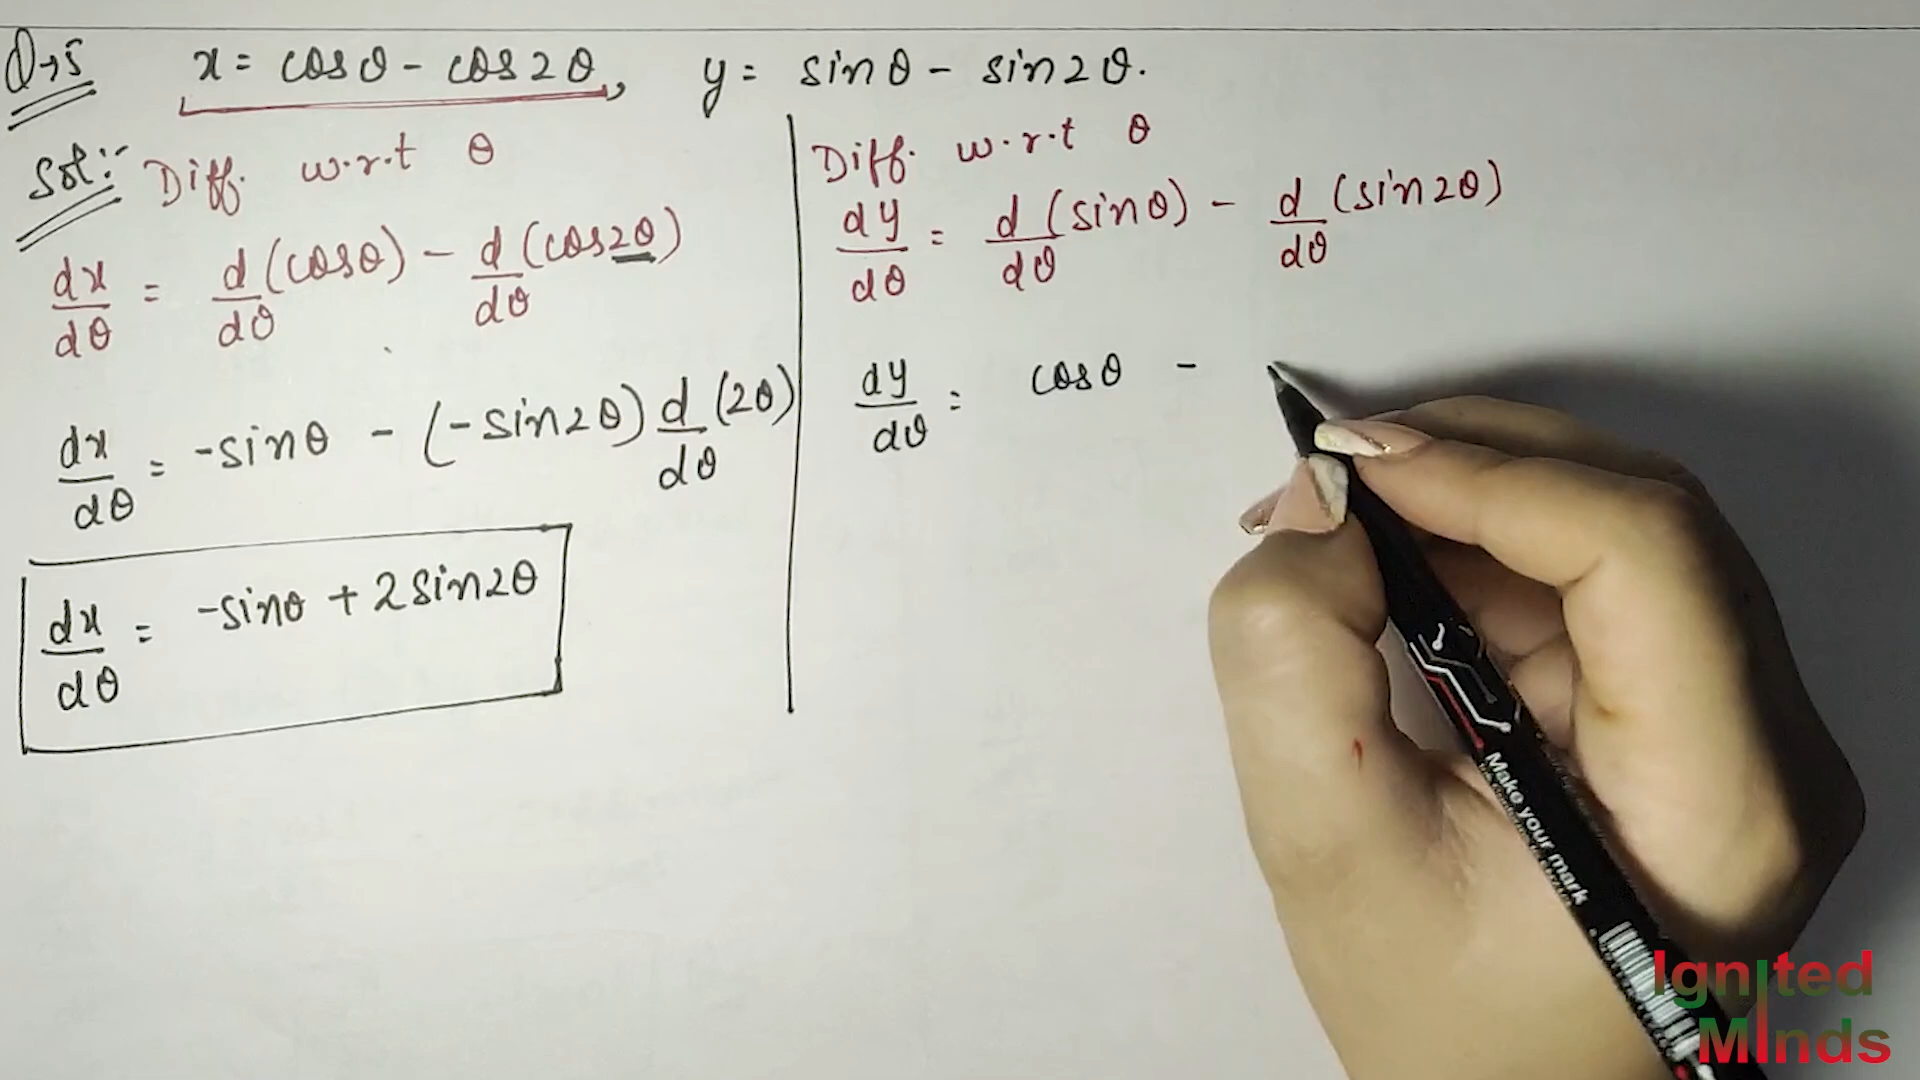 Q→5 x = cosθ - cos2θ, y = sinθ - sin2θ.
Sol:- Diff. w.r.t θ
dx/dθ = d/dθ (cosθ) - d/dθ (cos2θ)
dx/dθ = -sinθ - (-sin2θ) d/dθ (2θ)
dx/dθ = -sinθ + 2sin2θ
Diff. w.r.t θ
dy/dθ = d/dθ (sinθ) - d/dθ (sin2θ)
dy/dθ = cosθ -
Make your mark
Ignited
Minds